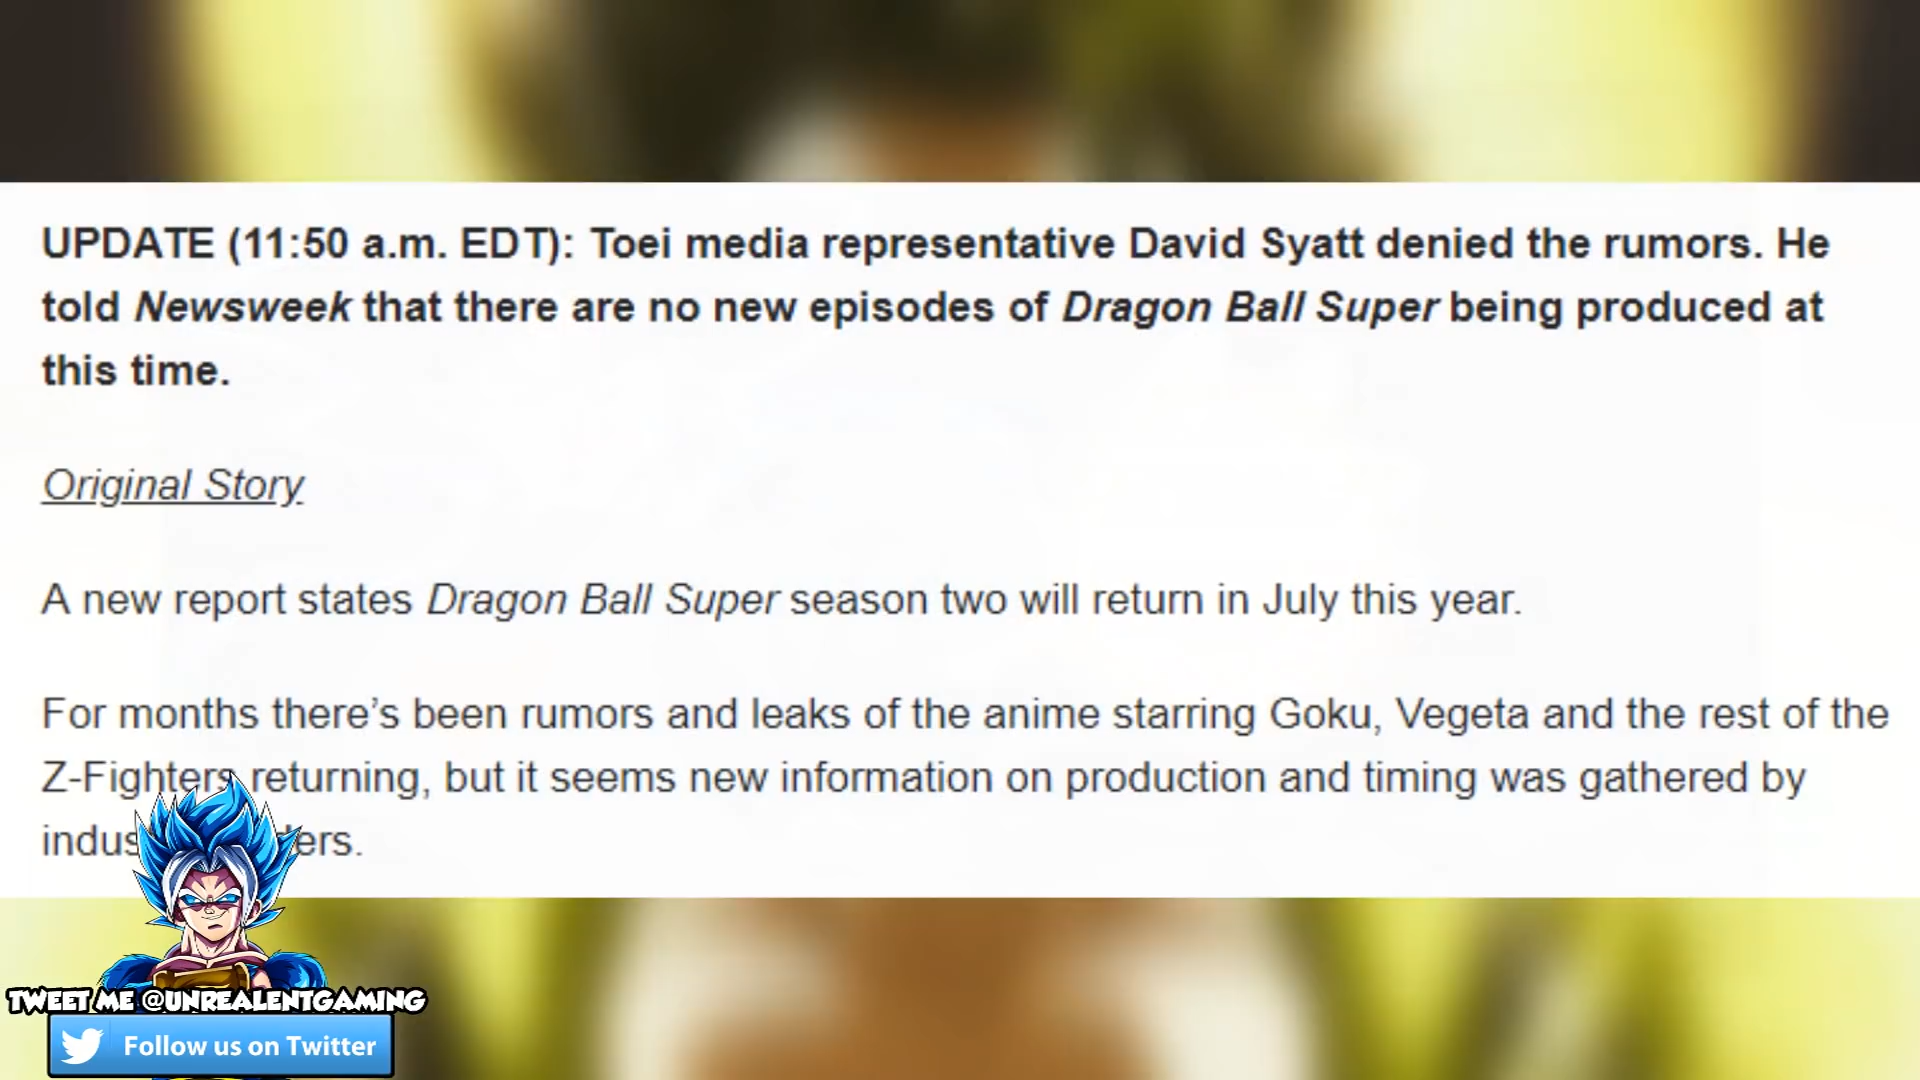 UPDATE (11:50 a.m. EDT): Toei media representative David Syatt denied the rumors. He
told Newsweek that there are no new episodes of Dragon Ball Super being produced at
this time.
Original Story
A new report states Dragon Ball Super season two will return in July this year.
For months there’s been rumors and leaks of the anime starring Goku, Vegeta and the rest of the
Z-Fighters returning, but it seems new information on production and timing was gathered by
TWEET ME @UNREALENTGAMING
Follow us on Twitter